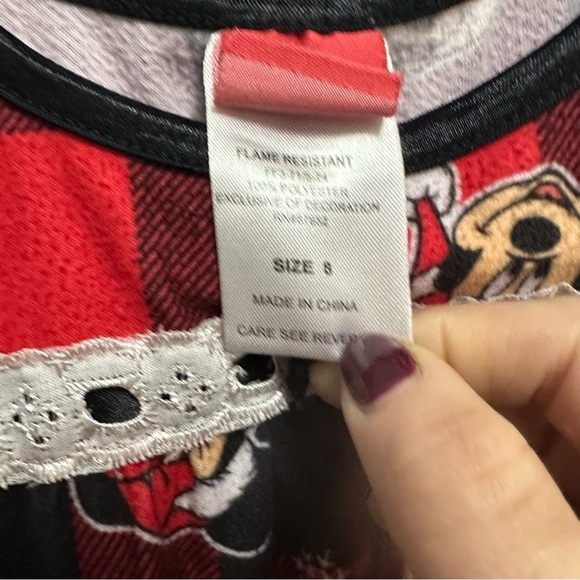 FLAME RESISTANT
100% POLYESTER
EXCLUSIVE OF DECORATION
SIZE 8
MADE IN CHINA
CARE SEE REVER